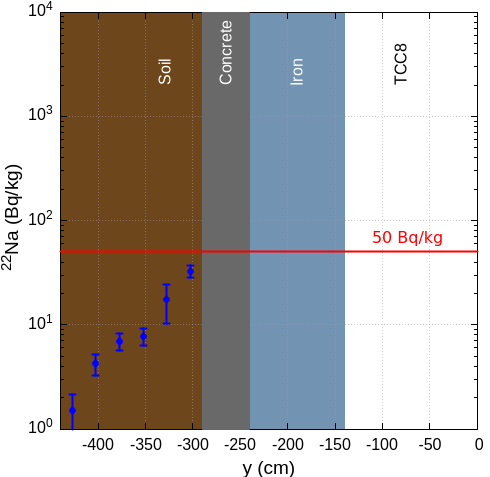 10⁴
10³
10²
10¹
10⁰
²²Na (Bq/kg)
Soil
Concrete
Iron
TCC8
50 Bq/kg
-400 -350 -300 -250 -200 -150 -100 -50 0
y (cm)